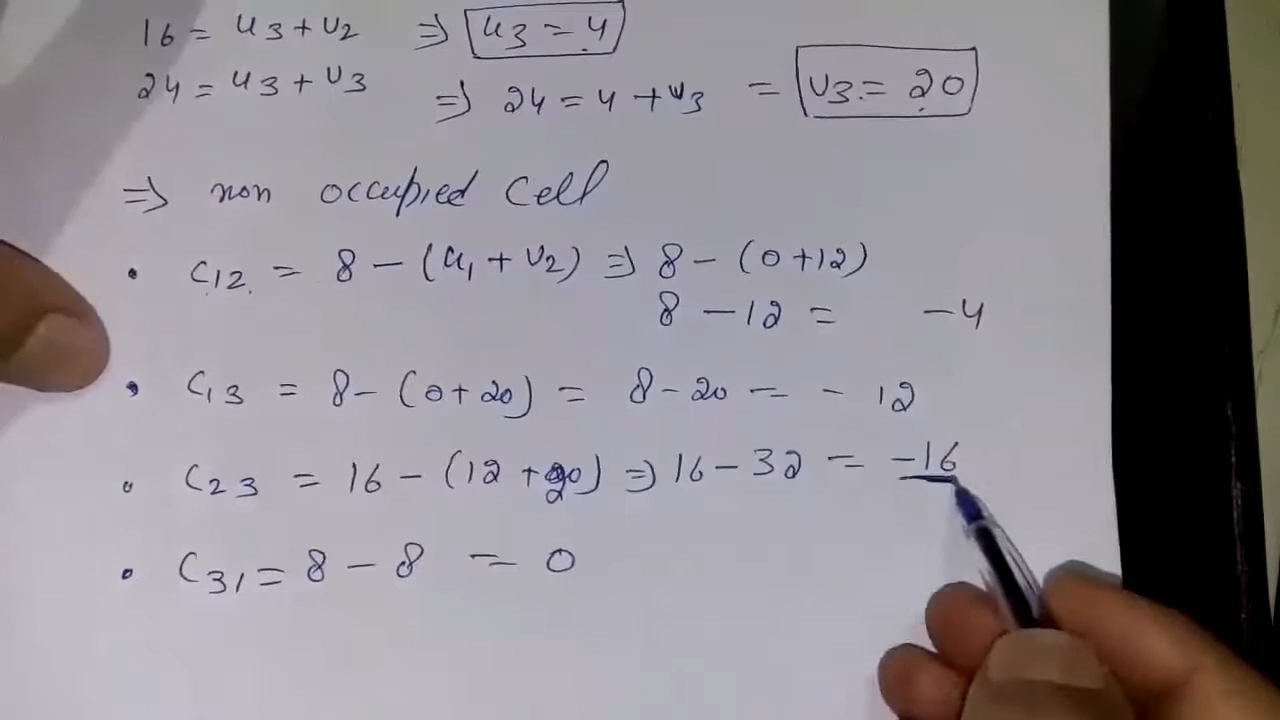 16 = u3 + v2 ⇒ u3 = 4
24 = u3 + v3 ⇒ 24 = 4 + v3 = v3 = 20
⇒ non occupied cell
• C12 = 8 – (u1 + v2) ⇒ 8 – (0+12)
8 – 12 = –4
• C13 = 8 – (0+20) = 8 – 20 = – 12
• C23 = 16 – (12 + 20) ⇒ 16 – 32 = –16
• C31 = 8 – 8 = 0